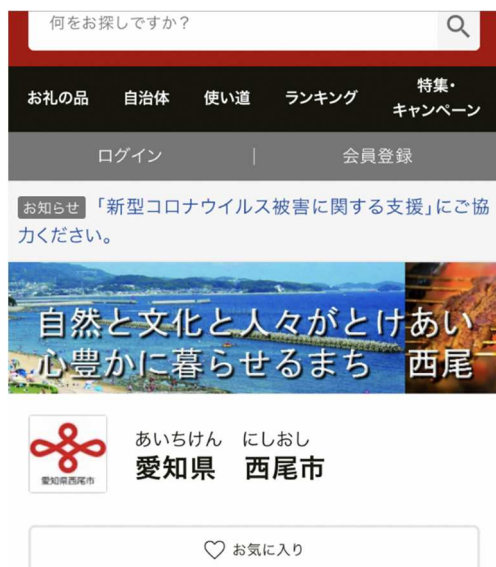 何をお探しですか？
お礼の品 自治体 使い道 ランキング 特集・
キャンペーン
ログイン | 会員登録
お知らせ 「新型コロナウイルス被害に関する支援」にご協
力ください。
自然と文化と人々がとけあい
心豊かに暮らせるまち 西尾
愛知県西尾市
あいちけん にしおし
愛知県 西尾市
お気に入り